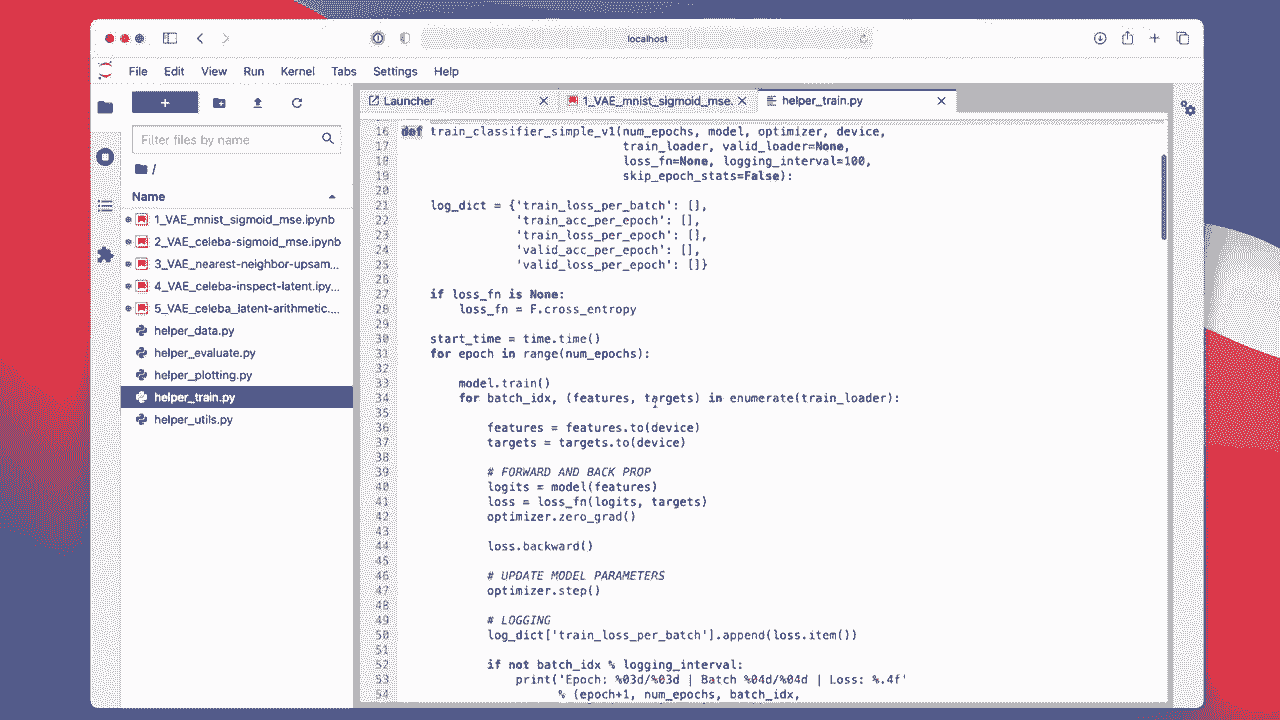 localhost
File Edit View Run Kernel Tabs Settings Help
+
Filter files by name
/
Name
1_VAE_mnist_sigmoid_mse.ipynb
2_VAE_celeba-sigmoid_mse.ipynb
3_VAE_nearest-neighbor-upsam...
4_VAE_celeba-inspect-latent.ipy...
5_VAE_celeba_latent-arithmetic....
helper_data.py
helper_evaluate.py
helper_plotting.py
helper_train.py
helper_utils.py
Launcher 1_VAE_mnist_sigmoid_mse. helper_train.py
16 def train_classifier_simple_v1(num_epochs, model, optimizer, device,
17 train_loader, valid_loader=None,
18 loss_fn=None, logging_interval=100,
19 skip_epoch_stats=False):
20
21 log_dict = {'train_loss_per_batch': [],
22 'train_acc_per_epoch': [],
23 'train_loss_per_epoch': [],
24 'valid_acc_per_epoch': [],
25 'valid_loss_per_epoch': []}
26
27 if loss_fn is None:
28 loss_fn = F.cross_entropy
29
30 start_time = time.time()
31 for epoch in range(num_epochs):
32
33 model.train()
34 for batch_idx, (features, targets) in enumerate(train_loader):
35
36 features = features.to(device)
37 targets = targets.to(device)
38
39 # FORWARD AND BACK PROP
40 logits = model(features)
41 loss = loss_fn(logits, targets)
42 optimizer.zero_grad()
43
44 loss.backward()
45
46 # UPDATE MODEL PARAMETERS
47 optimizer.step()
48
49 # LOGGING
50 log_dict['train_loss_per_batch'].append(loss.item())
51
52 if not batch_idx % logging_interval:
53 print('Epoch: %03d/%03d | Batch %04d/%04d | Loss: %.4f'
54 % (epoch+1, num_epochs, batch_idx,